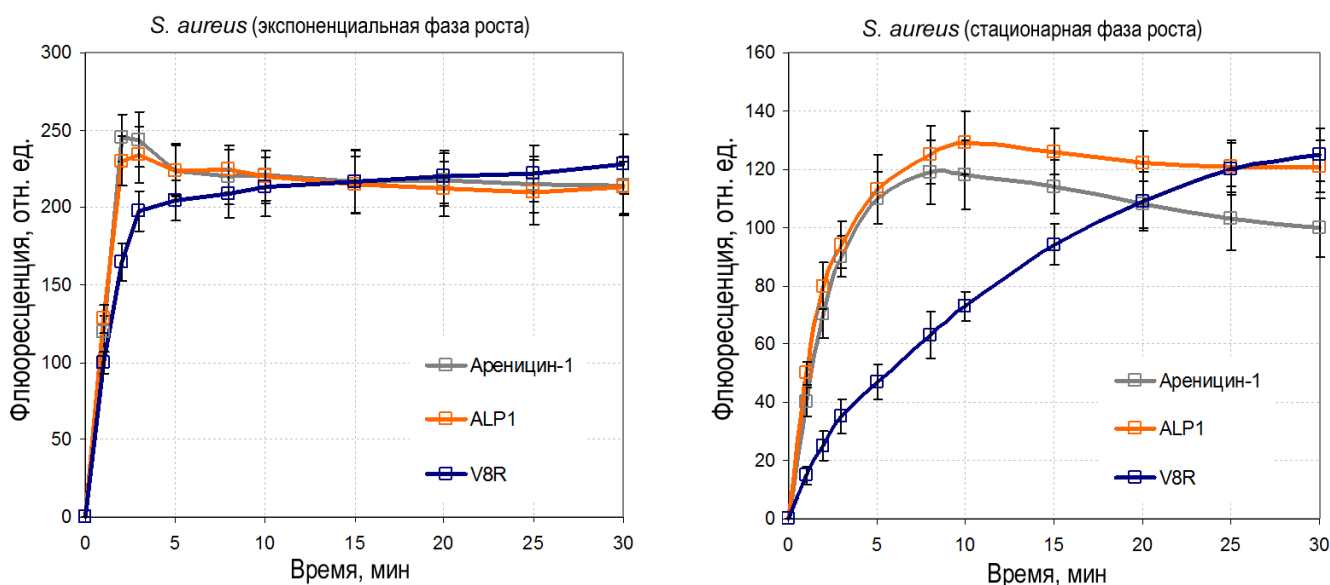 S. aureus (экспоненциальная фаза роста)
300
250
200
150
100
50
0
0 5 10 15 20 25 30
Флюоресценция, отн. ед.
Время, мин
Ареницин-1
ALP1
V8R
S. aureus (стационарная фаза роста)
160
140
120
100
80
60
40
20
0
0 5 10 15 20 25 30
Флюоресценция, отн. ед.
Время, мин
Ареницин-1
ALP1
V8R